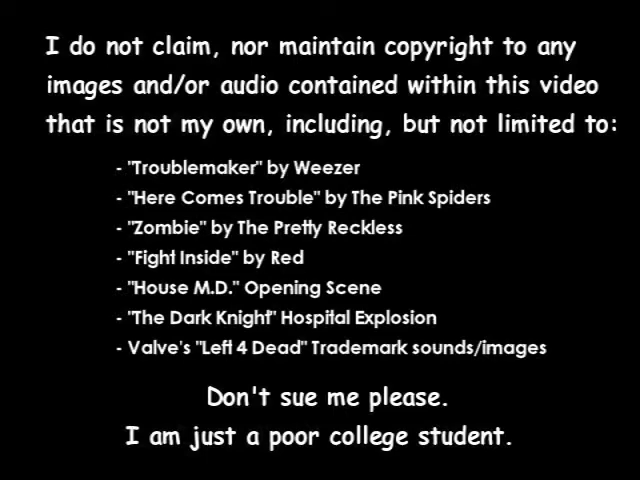 I do not claim, nor maintain copyright to any
images and/or audio contained within this video
that is not my own, including, but not limited to:
- "Troublemaker" by Weezer
- "Here Comes Trouble" by The Pink Spiders
- "Zombie" by The Pretty Reckless
- "Fight Inside" by Red
- "House M.D." Opening Scene
- "The Dark Knight" Hospital Explosion
- Valve's "Left 4 Dead" Trademark sounds/images
Don't sue me please.
I am just a poor college student.